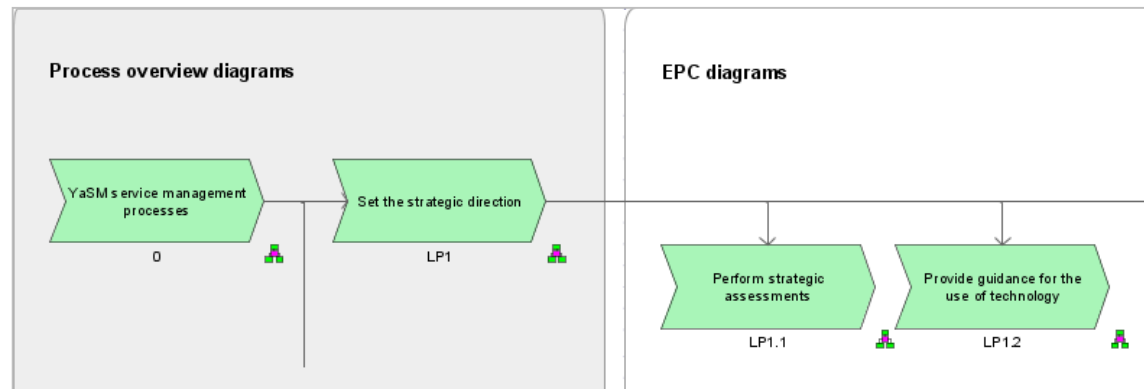 Process overview diagrams
EPC diagrams
YaSM service management
processes
0
Set the strategic direction
LP1
Perform strategic
assessments
LP1.1
Provide guidance for the
use of technology
LP1.2